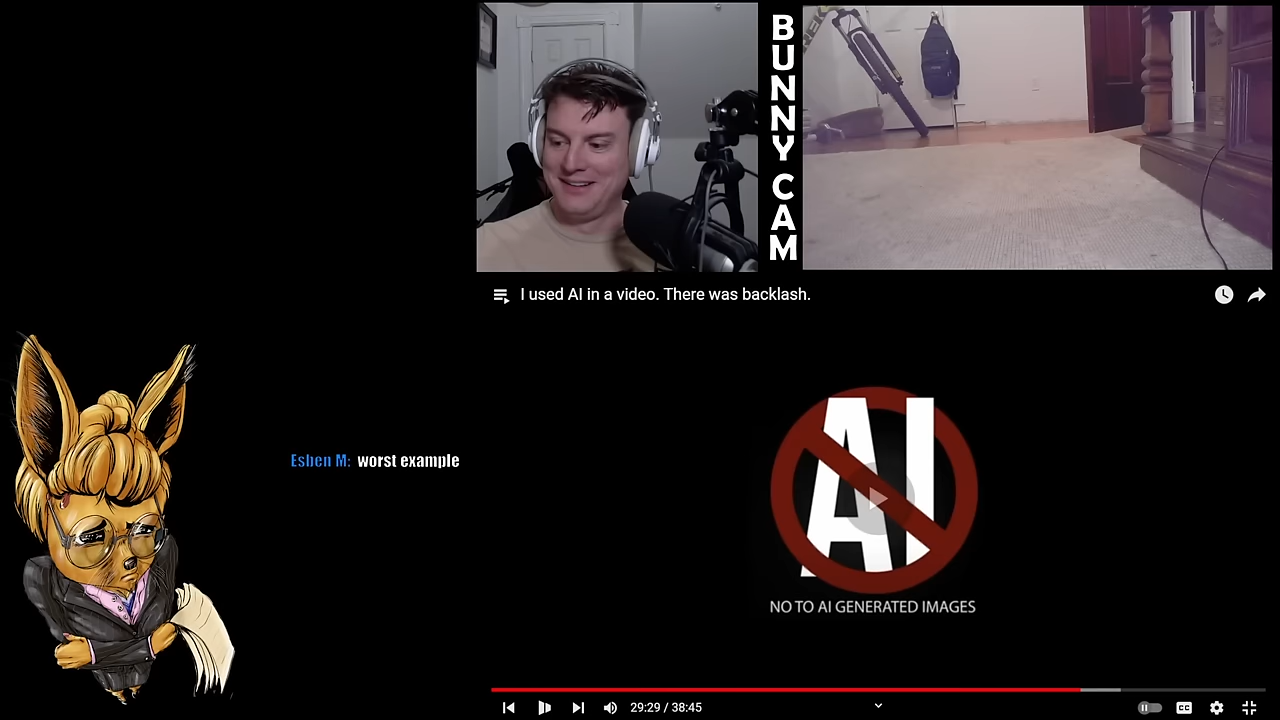 BUNNY CAM
I used AI in a video. There was backlash.
Esben M: worst example
AI
NO TO AI GENERATED IMAGES
29:29 / 38:45
CC